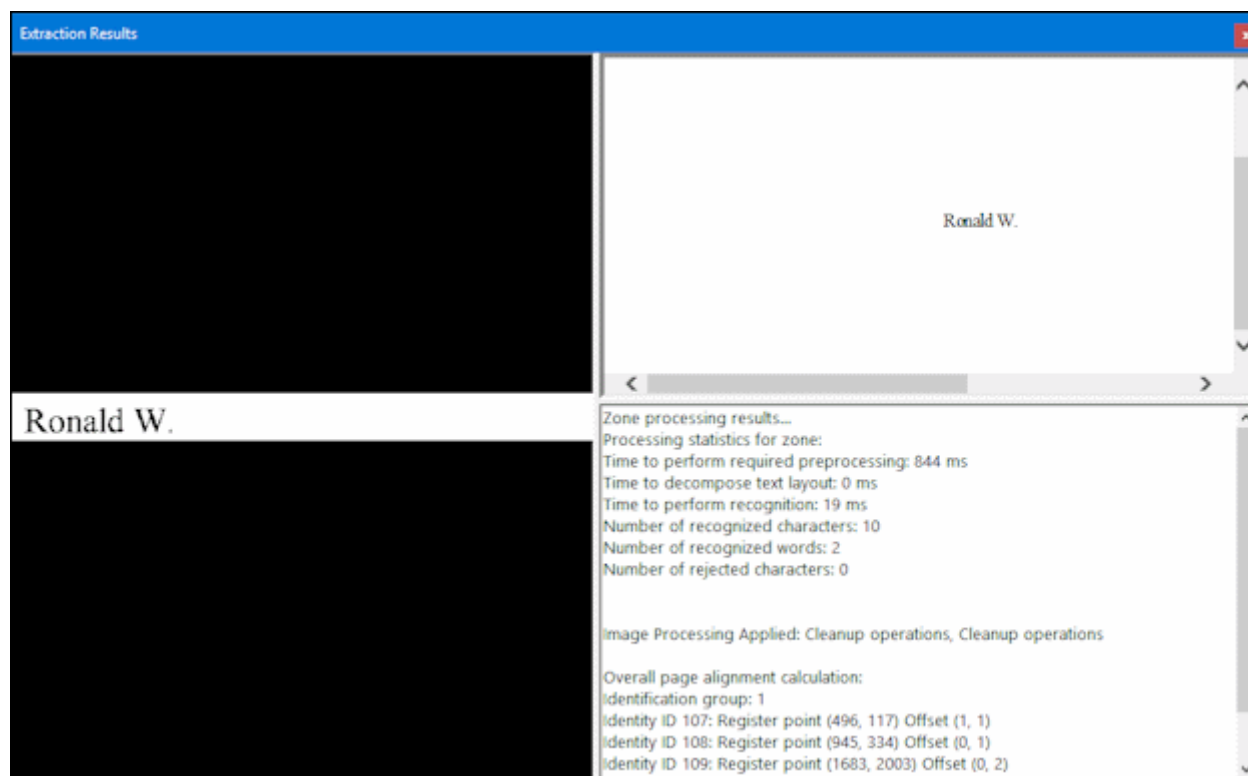 Extraction Results
Ronald W.
Ronald W.
Zone processing results...
Processing statistics for zone:
Time to perform required preprocessing: 844 ms
Time to decompose text layout: 0 ms
Time to perform recognition: 19 ms
Number of recognized characters: 10
Number of recognized words: 2
Number of rejected characters: 0
Image Processing Applied: Cleanup operations, Cleanup operations
Overall page alignment calculation:
Identification group: 1
Identity ID 107: Register point (496, 117) Offset (1, 1)
Identity ID 108: Register point (945, 334) Offset (0, 1)
Identity ID 109: Register point (1683, 2003) Offset (0, 2)